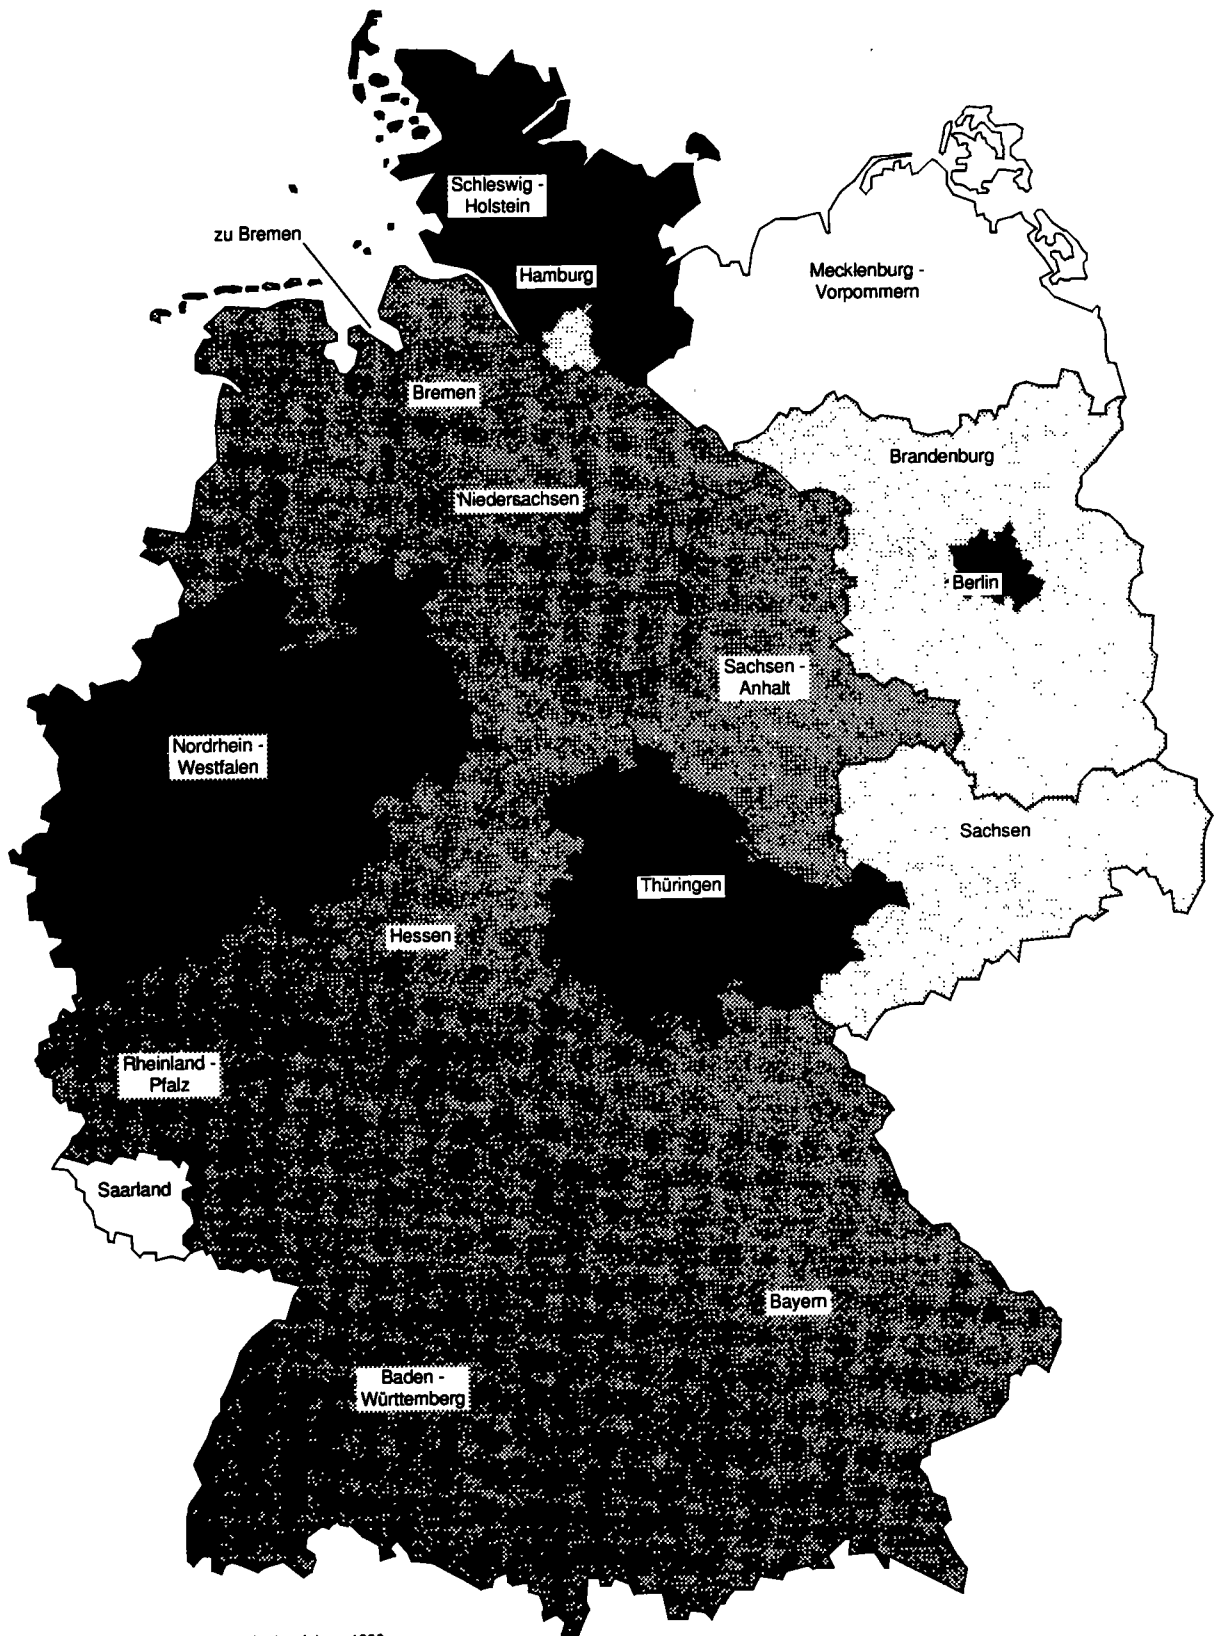 Schleswig -
Holstein
zu Bremen
Hamburg
Mecklenburg -
Vorpommern
Bremen
Brandenburg
Niedersachsen
Berlin
Sachsen -
Anhalt
Nordrhein -
Westfalen
Sachsen
Thüringen
Hessen
Rheinland -
Pfalz
Saarland
Bayern
Baden -
Württemberg